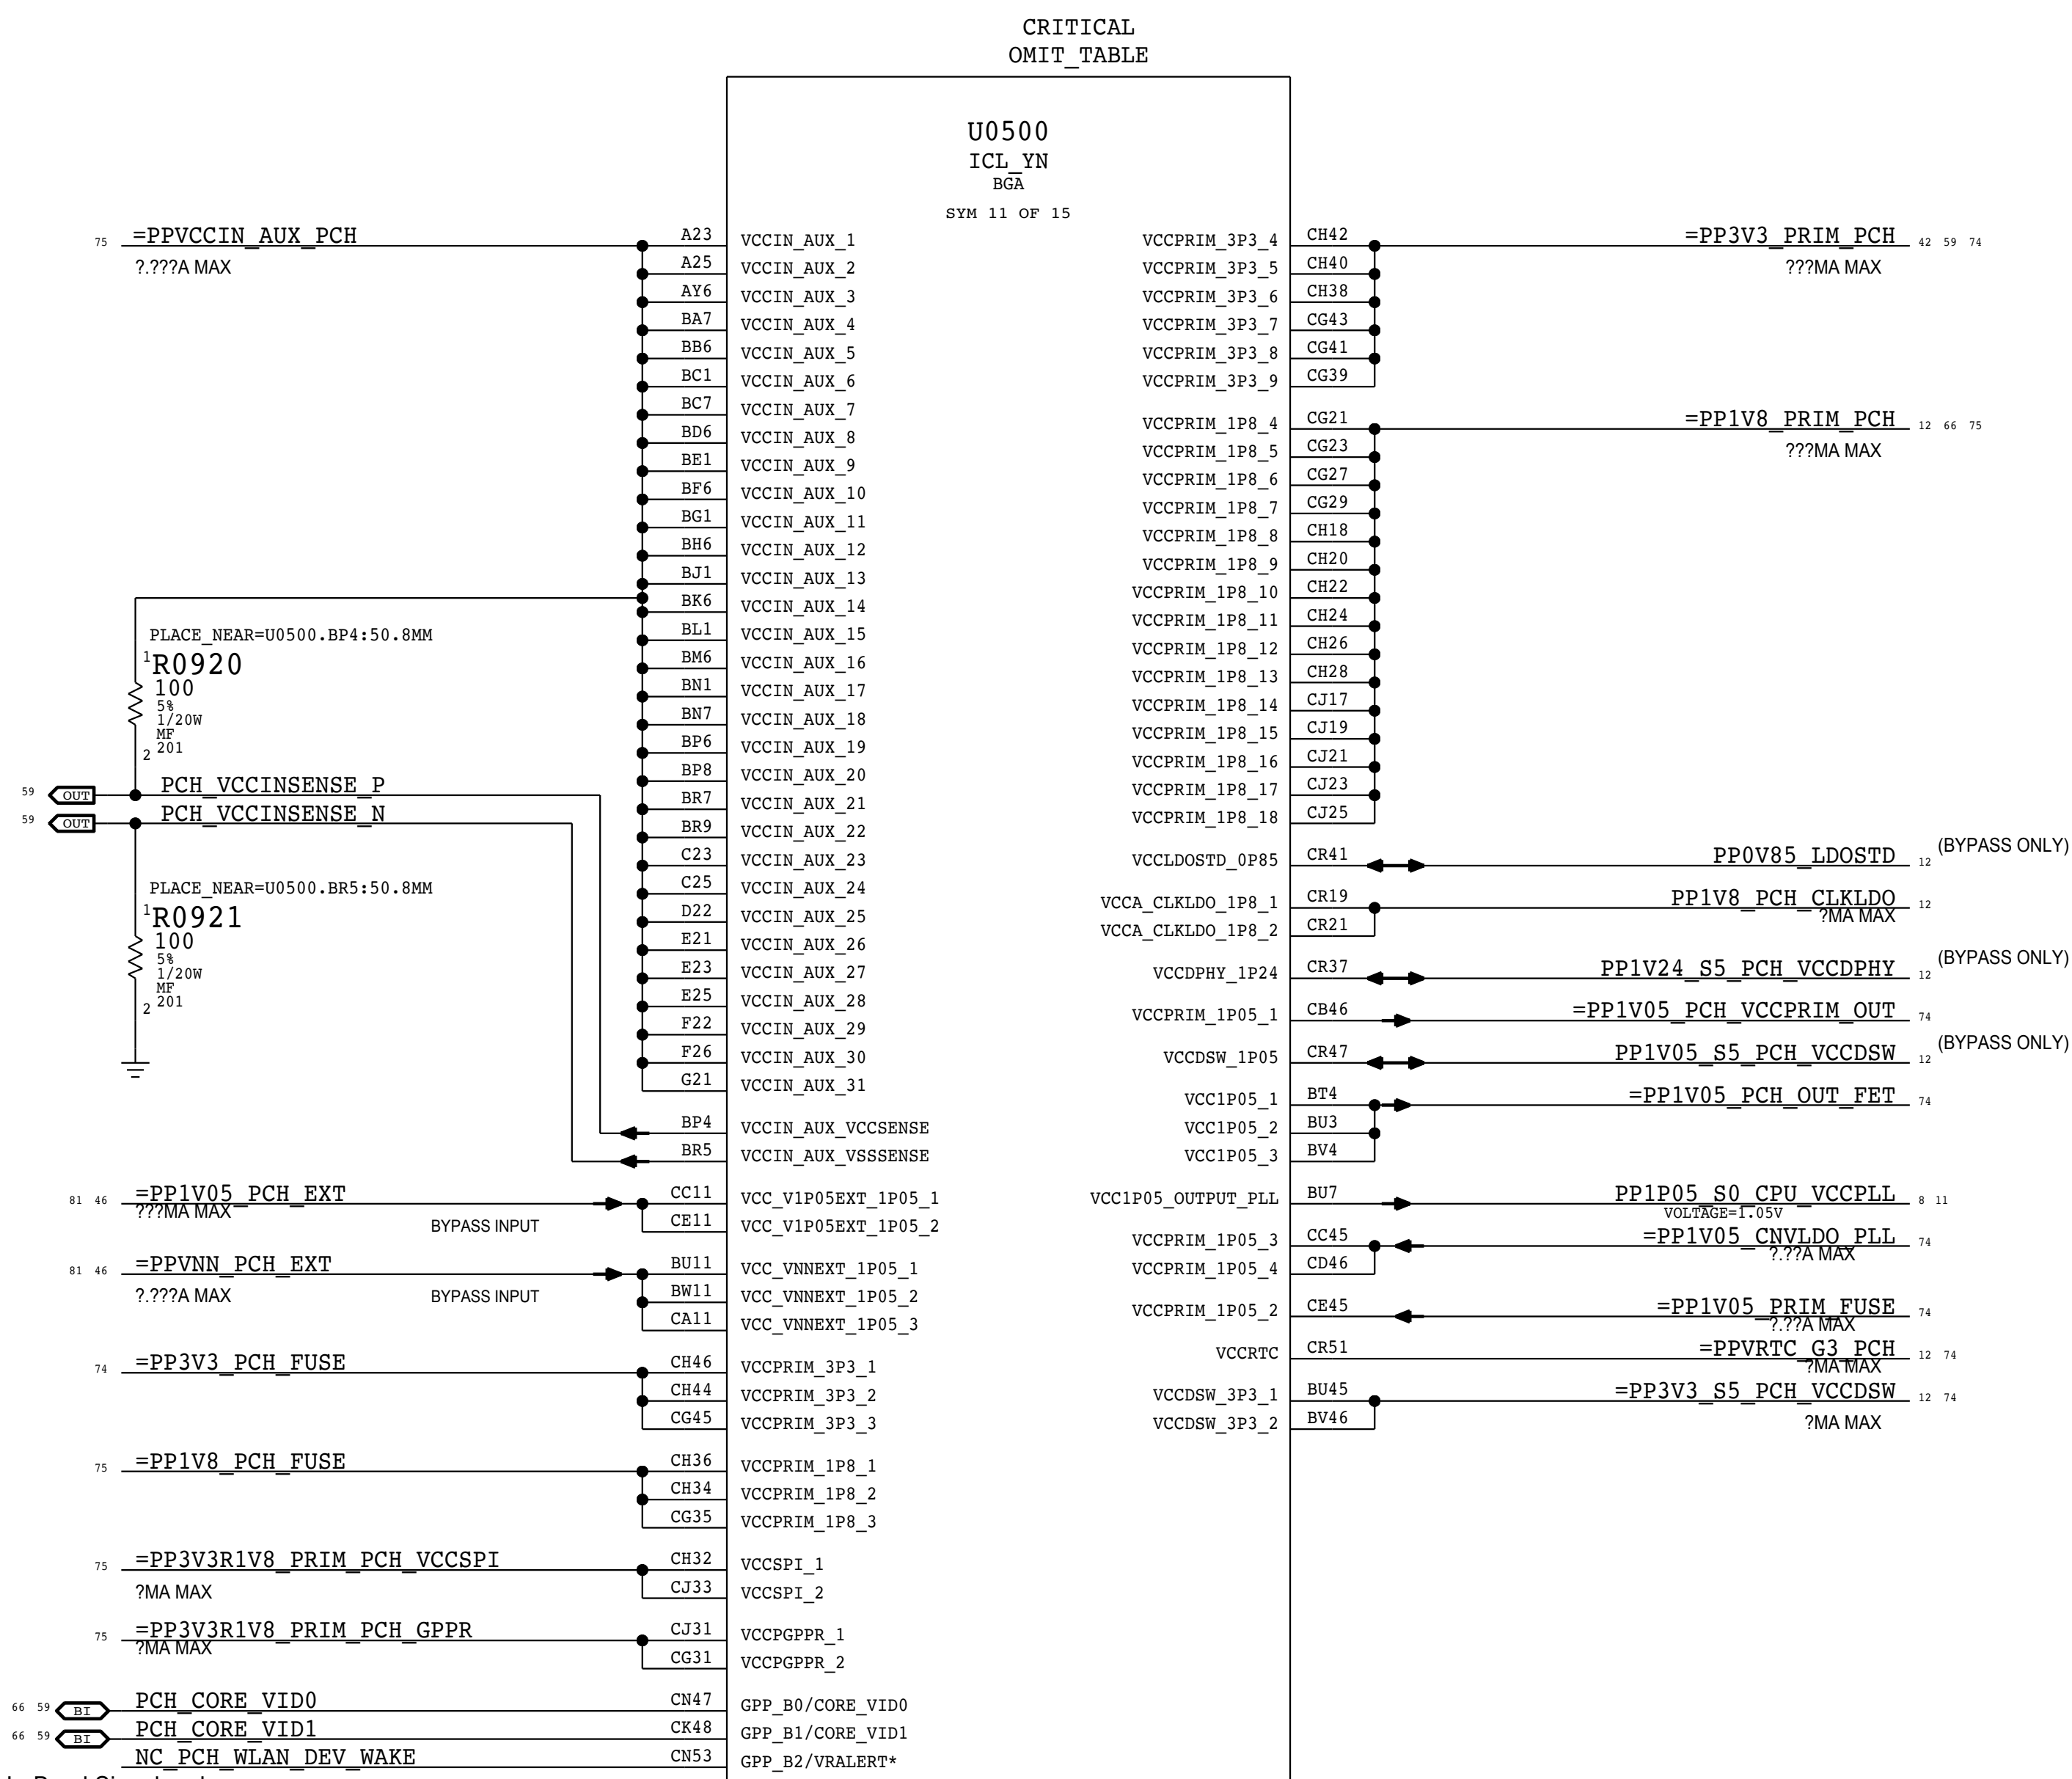 CRITICAL
OMIT_TABLE
U0500
ICL_YN
BGA
SYM 11 OF 15
75 =PPVCCIN_AUX_PCH
?.???A MAX
A23 VCCIN_AUX_1
A25 VCCIN_AUX_2
AY6 VCCIN_AUX_3
BA7 VCCIN_AUX_4
BB6 VCCIN_AUX_5
BC1 VCCIN_AUX_6
BC7 VCCIN_AUX_7
BD6 VCCIN_AUX_8
BE1 VCCIN_AUX_9
BF6 VCCIN_AUX_10
BG1 VCCIN_AUX_11
BH6 VCCIN_AUX_12
BJ1 VCCIN_AUX_13
BK6 VCCIN_AUX_14
BL1 VCCIN_AUX_15
BM6 VCCIN_AUX_16
BN1 VCCIN_AUX_17
BN7 VCCIN_AUX_18
BP6 VCCIN_AUX_19
BP8 VCCIN_AUX_20
BR7 VCCIN_AUX_21
BR9 VCCIN_AUX_22
C23 VCCIN_AUX_23
C25 VCCIN_AUX_24
D22 VCCIN_AUX_25
E21 VCCIN_AUX_26
E23 VCCIN_AUX_27
E25 VCCIN_AUX_28
F22 VCCIN_AUX_29
F26 VCCIN_AUX_30
G21 VCCIN_AUX_31
PLACE_NEAR=U0500.BP4:50.8MM
1 R0920
100
5%
1/20W
MF
2 201
59 OUT PCH_VCCINSENSE_P
59 OUT PCH_VCCINSENSE_N
PLACE_NEAR=U0500.BR5:50.8MM
1 R0921
100
5%
1/20W
MF
2 201
BP4 VCCIN_AUX_VCCSENSE
BR5 VCCIN_AUX_VSSSENSE
81 46 =PP1V05_PCH_EXT CC11 VCC_V1P05EXT_1P05_1
???MA MAX BYPASS INPUT CE11 VCC_V1P05EXT_1P05_2
81 46 =PPVNN_PCH_EXT BU11 VCC_VNNEXT_1P05_1
?.???A MAX BYPASS INPUT BW11 VCC_VNNEXT_1P05_2
CA11 VCC_VNNEXT_1P05_3
74 =PP3V3_PCH_FUSE CH46 VCCPRIM_3P3_1
CH44 VCCPRIM_3P3_2
CG45 VCCPRIM_3P3_3
75 =PP1V8_PCH_FUSE CH36 VCCPRIM_1P8_1
CH34 VCCPRIM_1P8_2
CG35 VCCPRIM_1P8_3
75 =PP3V3R1V8_PRIM_PCH_VCCSPI CH32 VCCSPI_1
?MA MAX CJ33 VCCSPI_2
75 =PP3V3R1V8_PRIM_PCH_GPPR CJ31 VCCPGPPR_1
?MA MAX CG31 VCCPGPPR_2
66 59 BI PCH_CORE_VID0 CN47 GPP_B0/CORE_VID0
66 59 BI PCH_CORE_VID1 CK48 GPP_B1/CORE_VID1
NC_PCH_WLAN_DEV_WAKE CN53 GPP_B2/VRALERT*
VCCPRIM_3P3_4 CH42 =PP3V3_PRIM_PCH 42 59 74
VCCPRIM_3P3_5 CH40 ???MA MAX
VCCPRIM_3P3_6 CH38
VCCPRIM_3P3_7 CG43
VCCPRIM_3P3_8 CG41
VCCPRIM_3P3_9 CG39
VCCPRIM_1P8_4 CG21 =PP1V8_PRIM_PCH 12 66 75
VCCPRIM_1P8_5 CG23 ???MA MAX
VCCPRIM_1P8_6 CG27
VCCPRIM_1P8_7 CG29
VCCPRIM_1P8_8 CH18
VCCPRIM_1P8_9 CH20
VCCPRIM_1P8_10 CH22
VCCPRIM_1P8_11 CH24
VCCPRIM_1P8_12 CH26
VCCPRIM_1P8_13 CH28
VCCPRIM_1P8_14 CJ17
VCCPRIM_1P8_15 CJ19
VCCPRIM_1P8_16 CJ21
VCCPRIM_1P8_17 CJ23
VCCPRIM_1P8_18 CJ25
VCCLDOSTD_0P85 CR41 PP0V85_LDOSTD 12 (BYPASS ONLY)
VCCA_CLKLDO_1P8_1 CR19 PP1V8_PCH_CLKLDO 12
?MA MAX
VCCA_CLKLDO_1P8_2 CR21
VCCDPHY_1P24 CR37 PP1V24_S5_PCH_VCCDPHY 12 (BYPASS ONLY)
VCCPRIM_1P05_1 CB46 =PP1V05_PCH_VCCPRIM_OUT 74
VCCDSW_1P05 CR47 PP1V05_S5_PCH_VCCDSW 12 (BYPASS ONLY)
VCC1P05_1 BT4 =PP1V05_PCH_OUT_FET 74
VCC1P05_2 BU3
VCC1P05_3 BV4
VCC1P05_OUTPUT_PLL BU7 PP1P05_S0_CPU_VCCPLL 8 11
VOLTAGE=1.05V
VCCPRIM_1P05_3 CC45 =PP1V05_CNVLDO_PLL 74
?.??A MAX
VCCPRIM_1P05_4 CD46
VCCPRIM_1P05_2 CE45 =PP1V05_PRIM_FUSE 74
?.??A MAX
VCCRTC CR51 =PPVRTC_G3_PCH 12 74
?MA MAX
VCCDSW_3P3_1 BU45 =PP3V3_S5_PCH_VCCDSW 12 74
VCCDSW_3P3_2 BV46 ?MA MAX